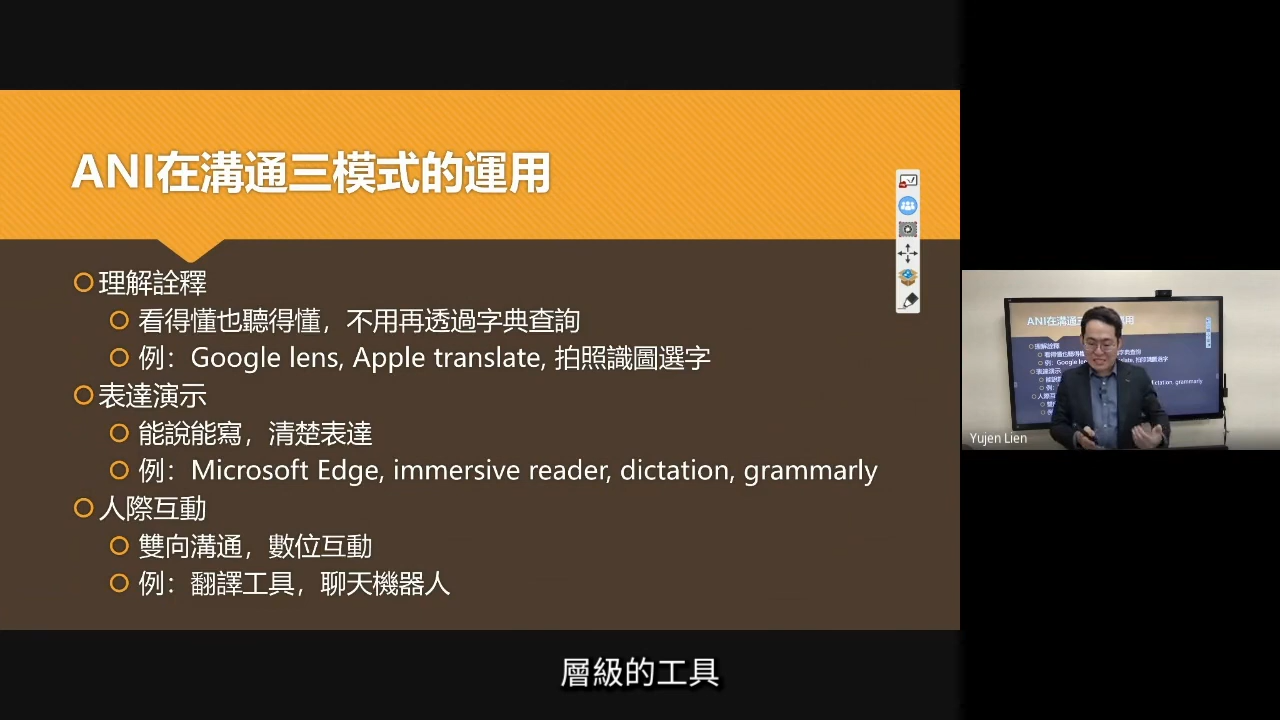 ANI在溝通三模式的運用
理解詮釋
看得懂也聽得懂，不用再透過字典查詢
例：Google lens, Apple translate, 拍照識圖選字
表達演示
能說能寫，清楚表達
例：Microsoft Edge, immersive reader, dictation, grammarly
人際互動
雙向溝通，數位互動
例：翻譯工具，聊天機器人
Yujen Lien
層級的工具